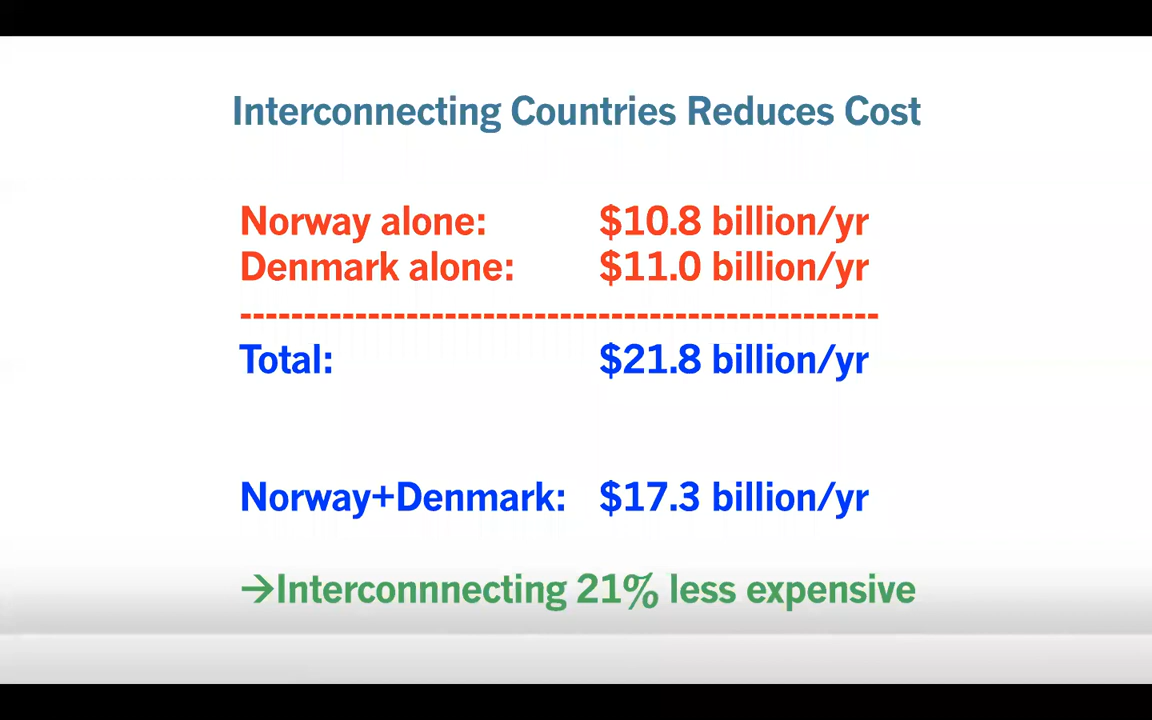 Interconnecting Countries Reduces Cost
Norway alone: $10.8 billion/yr
Denmark alone: $11.0 billion/yr
--------------------------------------------------
Total: $21.8 billion/yr
Norway+Denmark: $17.3 billion/yr
→Interconnnecting 21% less expensive